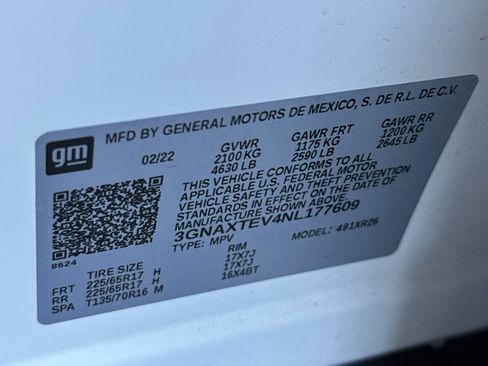 gm
MFD BY GENERAL MOTORS DE MEXICO, S. DE R.L. DE C.V.
02/22 GVWR GAWR FRT GAWR RR
2100 KG 1175 KG 1200 KG
4630 LB 2590 LB 2645 LB
THIS VEHICLE CONFORMS TO ALL
APPLICABLE U.S. FEDERAL MOTOR
VEHICLE SAFETY AND THEFT PREVENTION
STANDARDS IN EFFECT ON THE DATE OF
MANUFACTURE SHOWN ABOVE.
3GNAXTEV4NL177609
TYPE: MPV MODEL: 491XR26
8624
TIRE SIZE RIM
FRT 225/65R17 H 17X7J
RR 225/65R17 H 17X7J
SPA T135/70R16 M 16X4BT